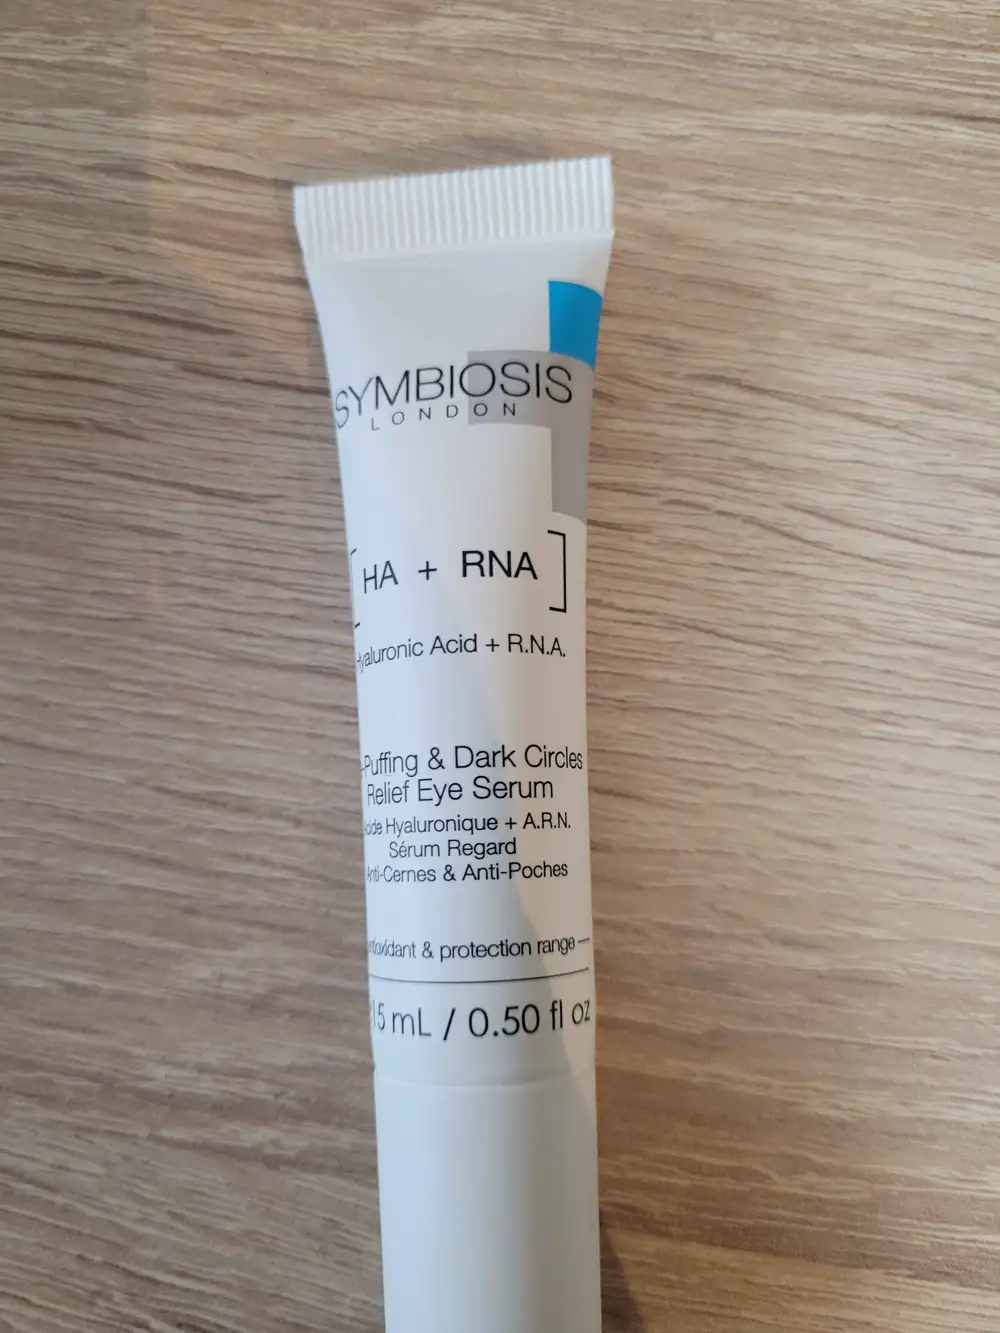 SYMBIOSIS
LONDON
[HA + RNA]
Hyaluronic Acid + R.N.A.
-Puffing & Dark Circles
Relief Eye Serum
Acide Hyaluronique + A.R.N.
Sérum Regard
Anti-Cernes & Anti-Poches
antioxidant & protection range
15 mL / 0.50 fl oz